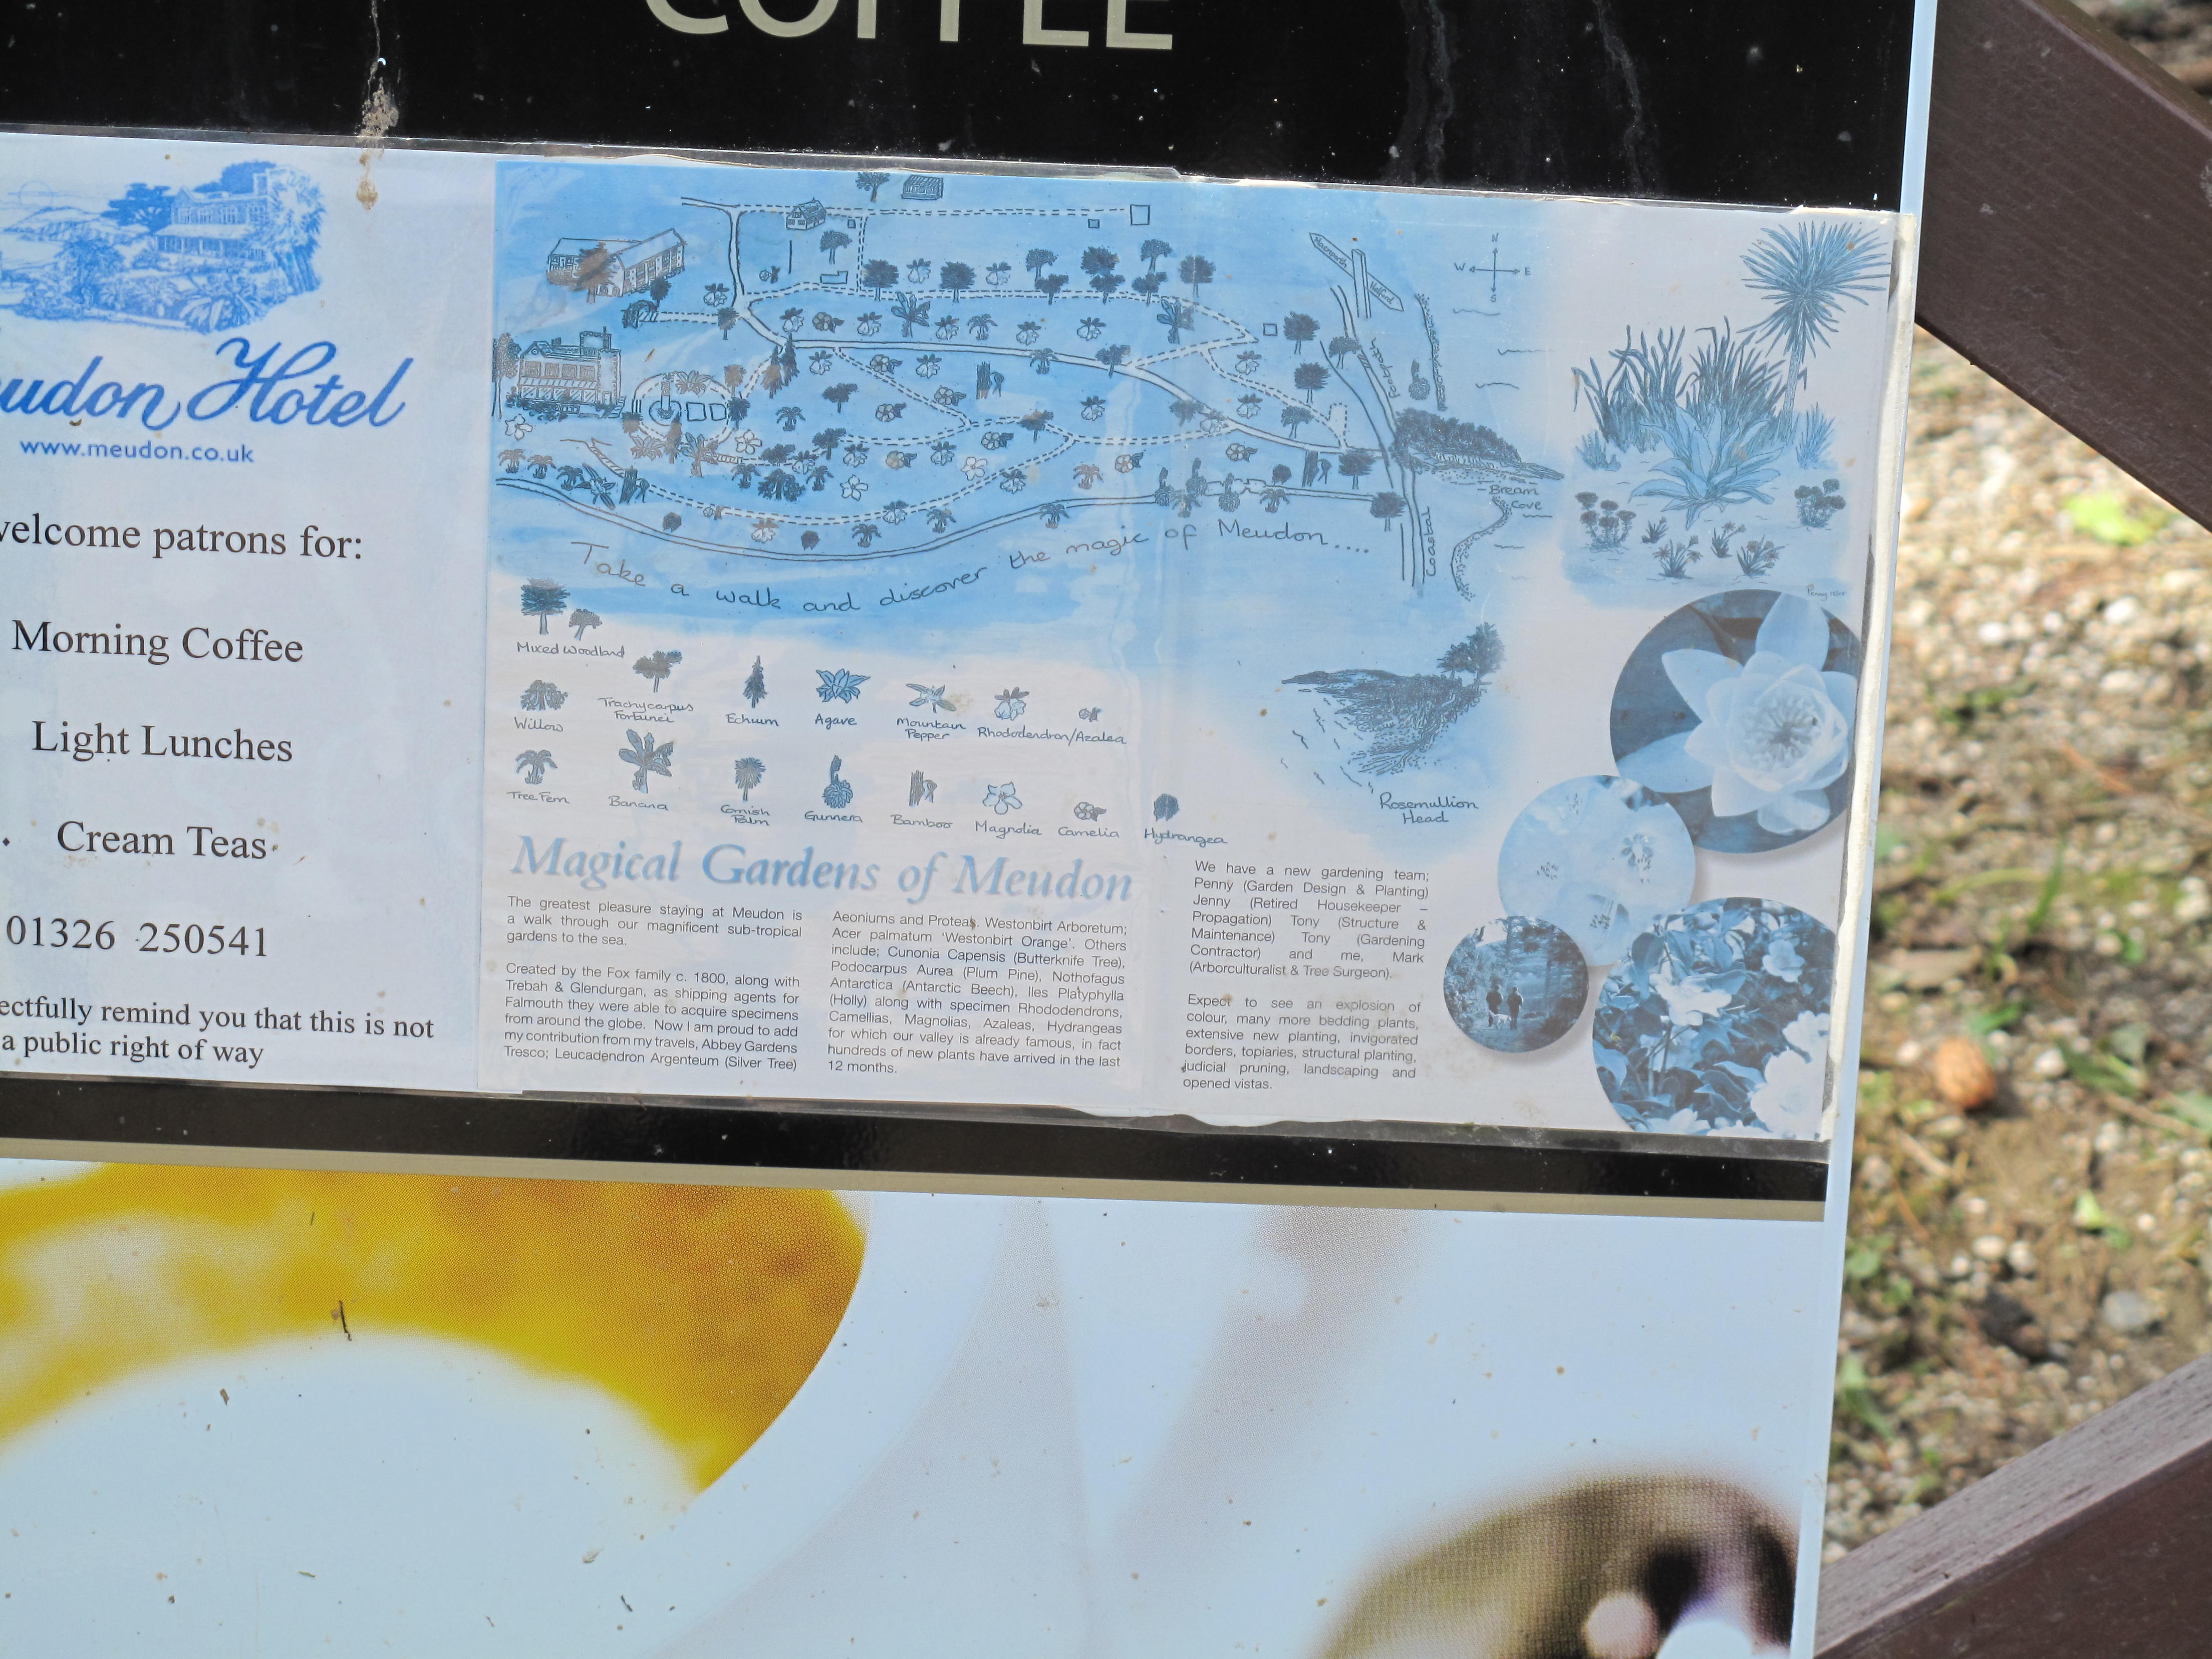 COFFEE
eudon Hotel
www.meudon.co.uk
welcome patrons for:
Morning Coffee
Light Lunches
Cream Teas
01326 250541
ectfully remind you that this is not
a public right of way
Maenporth
Helford
N
W E
S
Footpath
Coastal
Bream
Cove
Take a walk and discover the magic of Meudon....
Rosemullion
Head
Mixed Woodland
Willow
Trachycarpus
Fortunei
Echium
Agave
Mountain
Pepper
Rhododendron/Azalea
Tree Fern
Banana
Cornish
Palm
Gunnera
Bamboo
Magnolia
Camelia
Hydrangea
Magical Gardens of Meudon
The greatest pleasure staying at Meudon is
a walk through our magnificent sub-tropical
gardens to the sea.
Created by the Fox family c. 1800, along with
Trebah & Glendurgan, as shipping agents for
Falmouth they were able to acquire specimens
from around the globe. Now I am proud to add
my contribution from my travels, Abbey Gardens
Tresco; Leucadendron Argenteum (Silver Tree)
Aeoniums and Proteas. Westonbirt Arboretum;
Acer palmatum 'Westonbirt Orange'. Others
include; Cunonia Capensis (Butterknife Tree),
Podocarpus Aurea (Plum Pine), Nothofagus
Antarctica (Antarctic Beech), Iles Platyphylla
(Holly) along with specimen Rhododendrons,
Camellias, Magnolias, Azaleas, Hydrangeas
for which our valley is already famous, in fact
hundreds of new plants have arrived in the last
12 months.
We have a new gardening team;
Penny (Garden Design & Planting)
Jenny (Retired Housekeeper –
Propagation) Tony (Structure &
Maintenance) Tony (Gardening
Contractor) and me, Mark
(Arborculturalist & Tree Surgeon).
Expect to see an explosion of
colour, many more bedding plants,
extensive new planting, invigorated
borders, topiaries, structural planting,
judicial pruning, landscaping and
opened vistas.